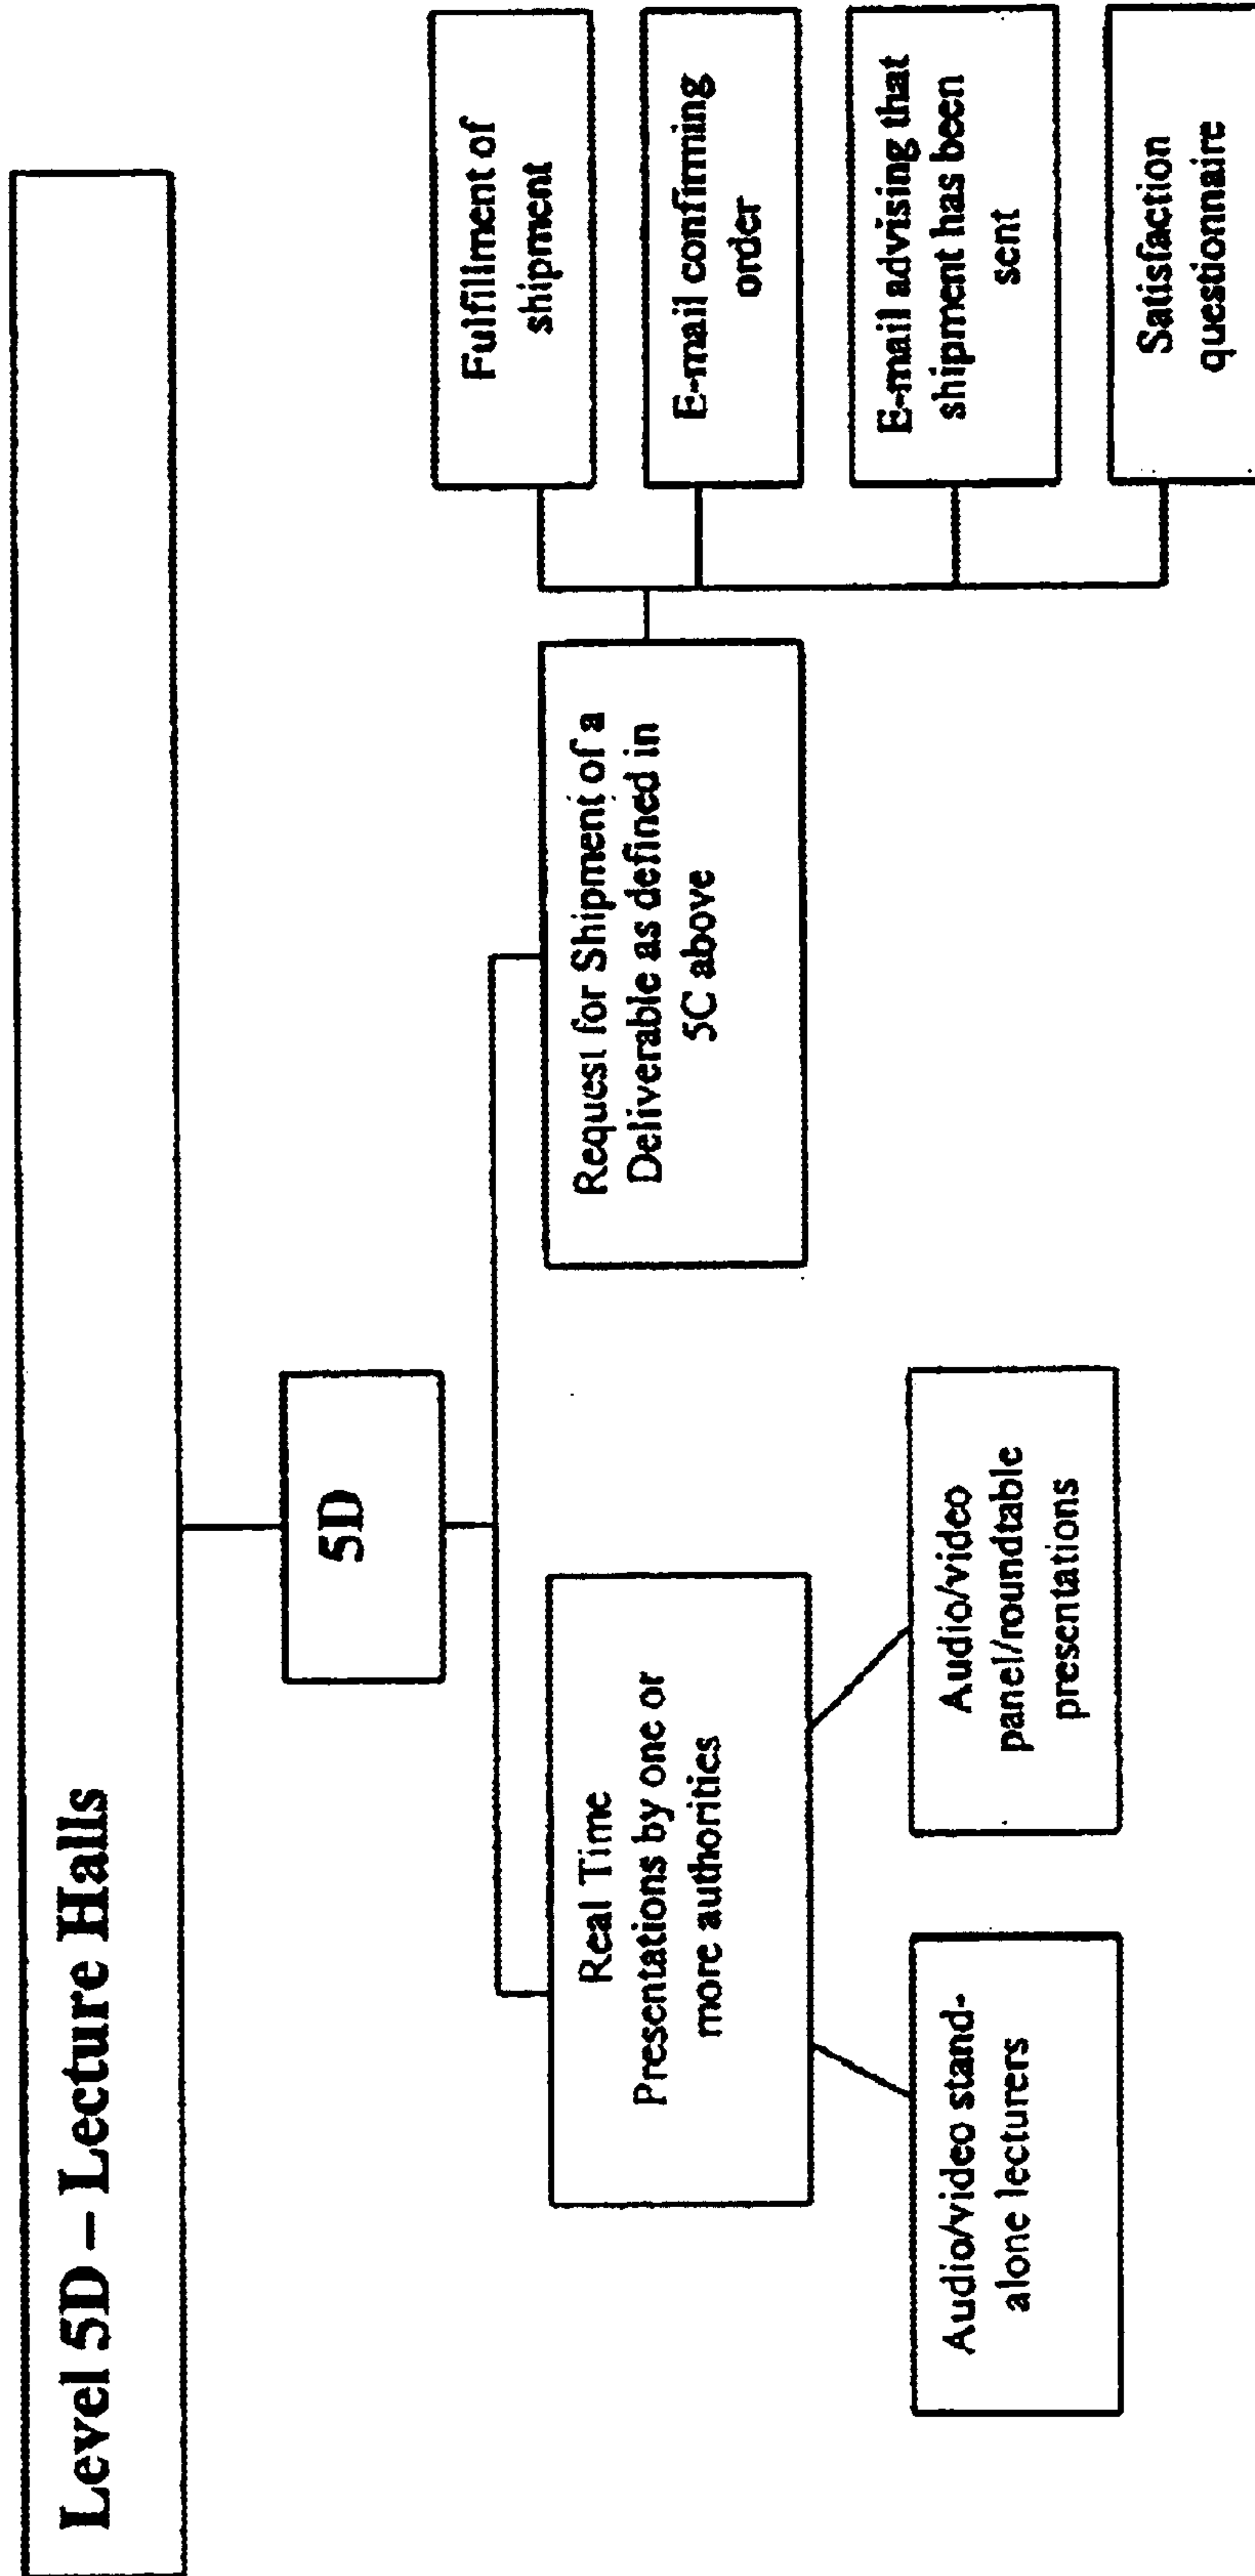 Level 5D – Lecture Halls
5D
Real Time
Presentations by one or
more authorities
Audio/video stand-
alone lecturers
Audio/video
panel/roundtable
presentations
Request for Shipment of a
Deliverable as defined in
5C above
Fulfillment of
shipment
E-mail confirming
order
E-mail advising that
shipment has been
sent
Satisfaction
questionnaire